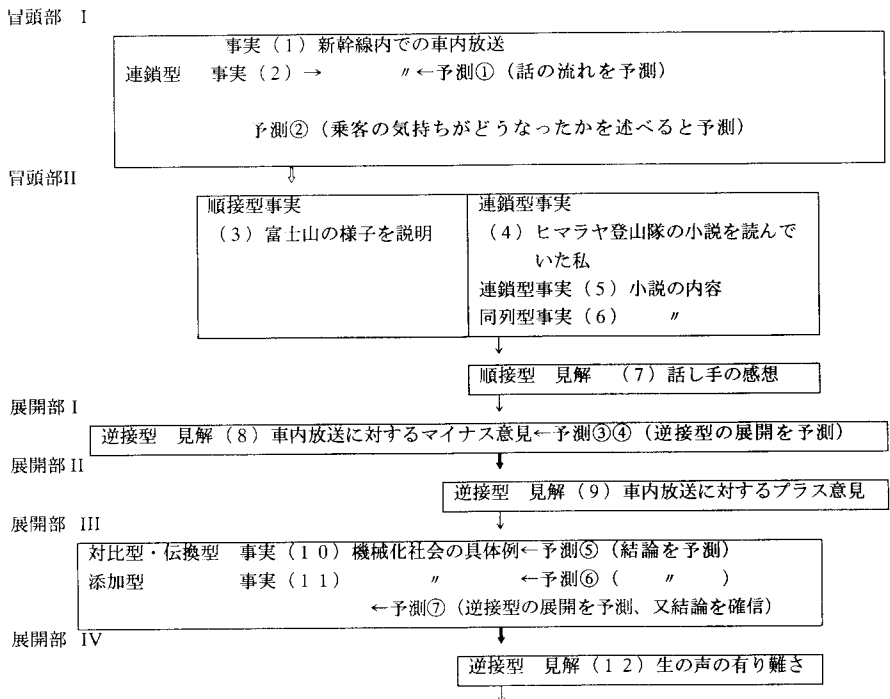 冒頭部 I
事実（1）新幹線内での車内放送
連鎖型 事実（2）→ 〃←予測①（話の流れを予測）
予測②（乗客の気持ちがどうなったかを述べると予測）
冒頭部II
順接型事実
（3）富士山の様子を説明
連鎖型事実
（4）ヒマラヤ登山隊の小説を読んで
いた私
連鎖型事実（5）小説の内容
同列型事実（6） 〃
順接型 見解 （7）話し手の感想
展開部 I
逆接型 見解（8）車内放送に対するマイナス意見←予測③④（逆接型の展開を予測）
展開部 II
逆接型 見解（9）車内放送に対するプラス意見
展開部 III
対比型・伝換型 事実（10）機械化社会の具体例←予測⑤（結論を予測）
添加型 事実（11） 〃 ←予測⑥（ 〃 ）
←予測⑦（逆接型の展開を予測、又結論を確信）
展開部 IV
逆接型 見解（12）生の声の有り難さ